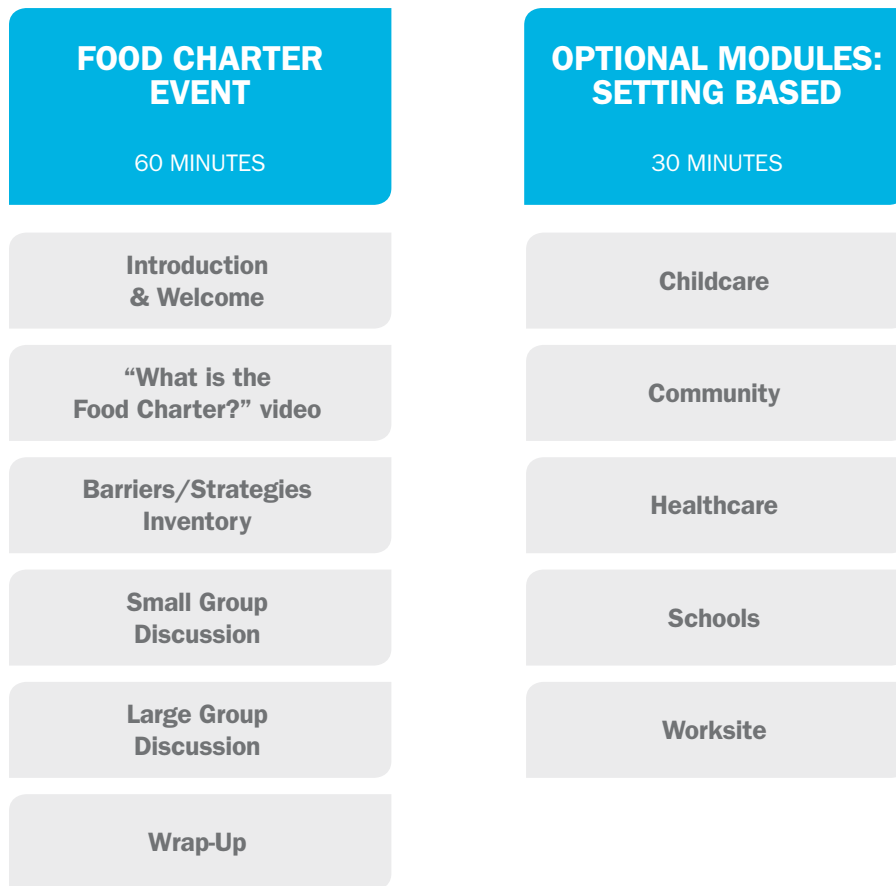 FOOD CHARTER
EVENT
60 MINUTES
Introduction
& Welcome
“What is the
Food Charter?” video
Barriers/Strategies
Inventory
Small Group
Discussion
Large Group
Discussion
Wrap-Up
OPTIONAL MODULES:
SETTING BASED
30 MINUTES
Childcare
Community
Healthcare
Schools
Worksite